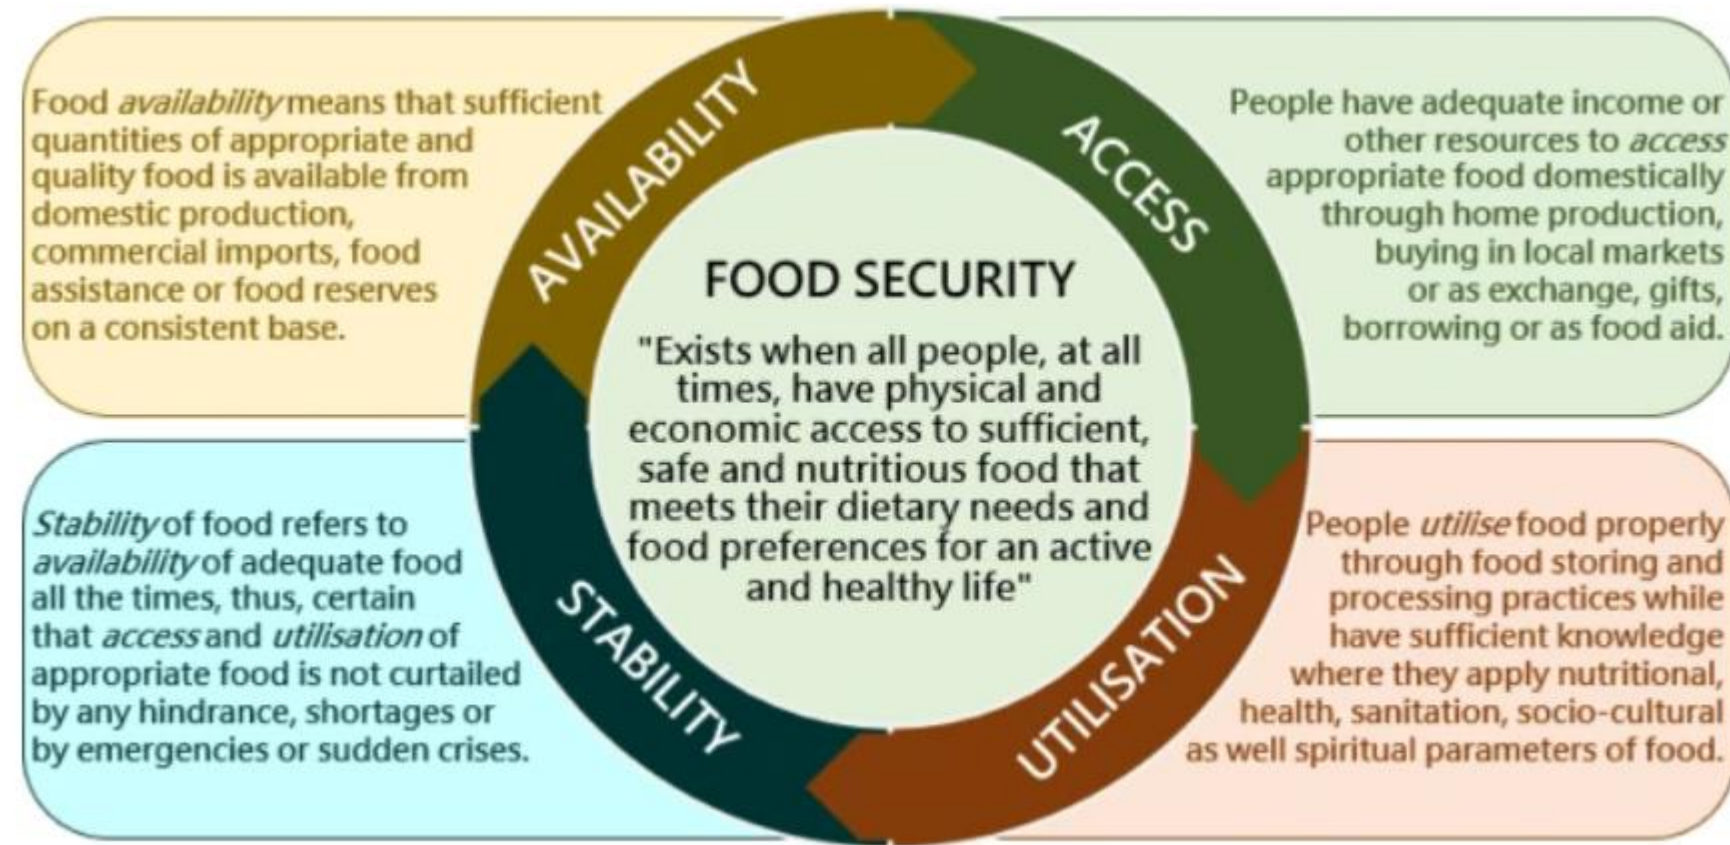 Food availability means that sufficient
quantities of appropriate and
quality food is available from
domestic production,
commercial imports, food
assistance or food reserves
on a consistent base.
AVAILABILITY
ACCESS
People have adequate income or
other resources to access
appropriate food domestically
through home production,
buying in local markets
or as exchange, gifts,
borrowing or as food aid.
FOOD SECURITY
"Exists when all people, at all
times, have physical and
economic access to sufficient,
safe and nutritious food that
meets their dietary needs and
food preferences for an active
and healthy life"
Stability of food refers to
availability of adequate food
all the times, thus, certain
that access and utilisation of
appropriate food is not curtailed
by any hindrance, shortages or
by emergencies or sudden crises.
STABILITY
UTILISATION
People utilise food properly
through food storing and
processing practices while
have sufficient knowledge
where they apply nutritional,
health, sanitation, socio-cultural
as well spiritual parameters of food.